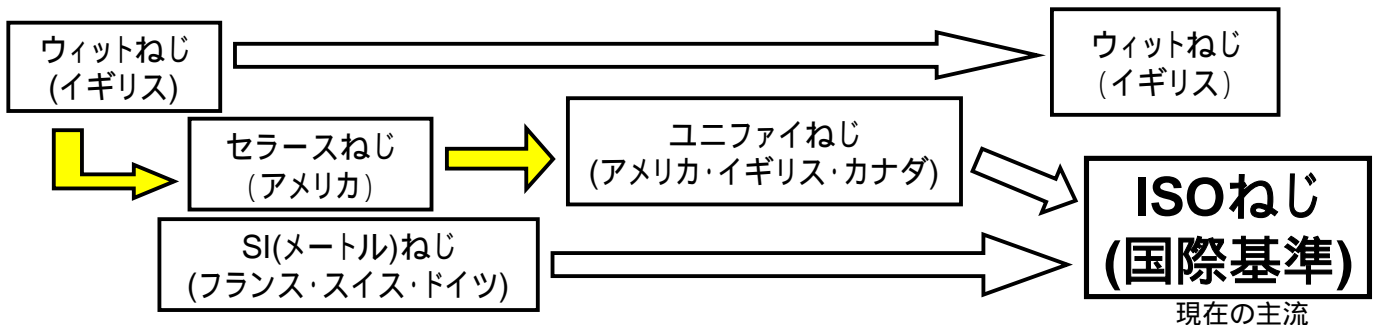 ウィットねじ
(イギリス)
ウィットねじ
(イギリス)
セラースねじ
(アメリカ)
ユニファイねじ
(アメリカ・イギリス・カナダ)
SI(メートル)ねじ
(フランス・スイス・ドイツ)
ISOねじ
(国際基準)
現在の主流